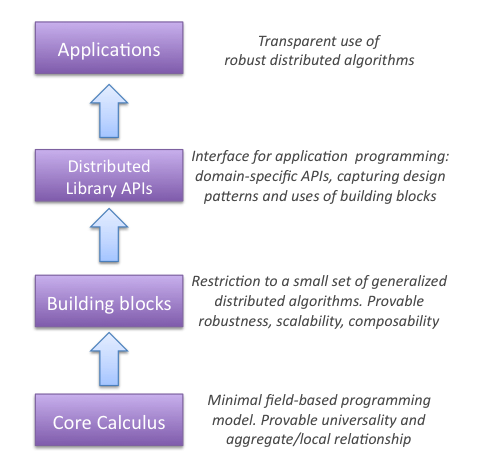 Applications
Transparent use of
robust distributed algorithms
Distributed
Library APIs
Interface for application programming:
domain-specific APIs, capturing design
patterns and uses of building blocks
Building blocks
Restriction to a small set of generalized
distributed algorithms. Provable
robustness, scalability, composability
Core Calculus
Minimal field-based programming
model. Provable universality and
aggregate/local relationship